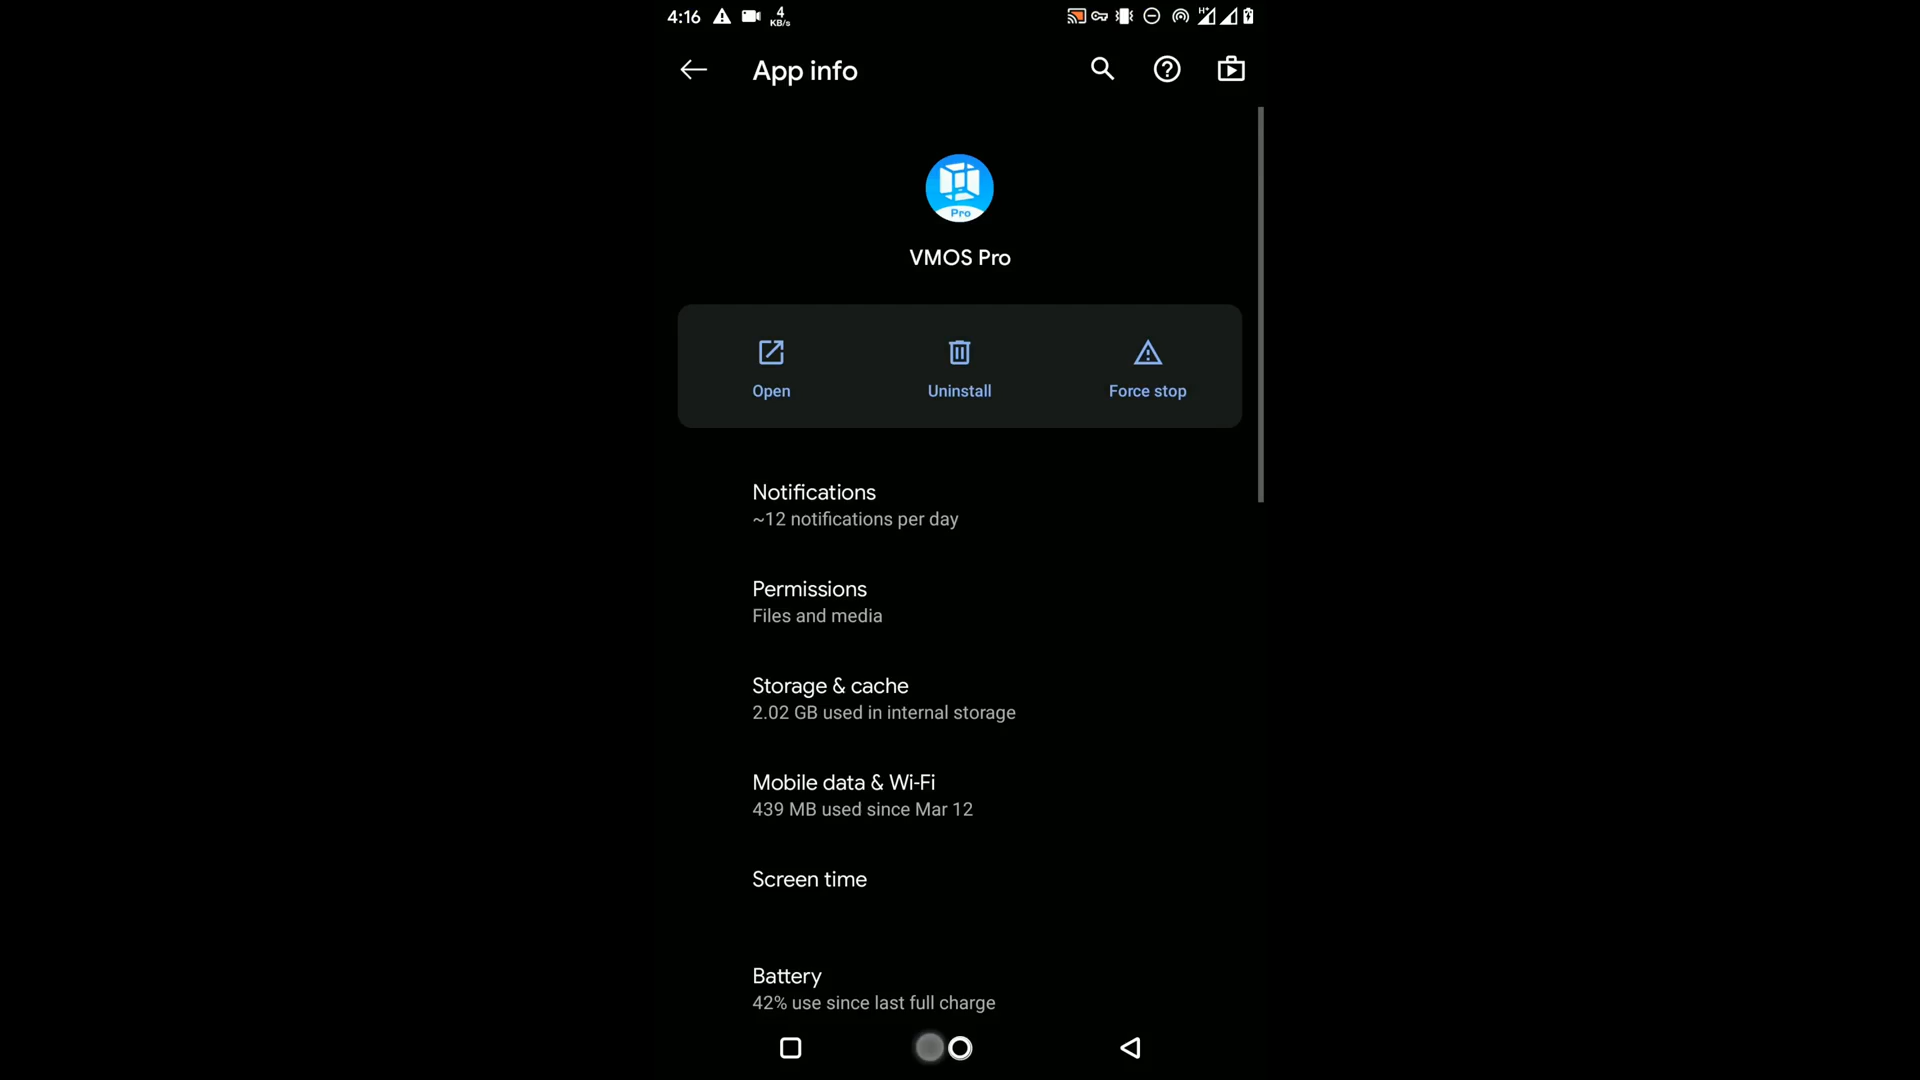 4:16
4
KB/s
H+
App info
Pro
VMOS Pro
Open
Uninstall
Force stop
Notifications
~12 notifications per day
Permissions
Files and media
Storage & cache
2.02 GB used in internal storage
Mobile data & Wi-Fi
439 MB used since Mar 12
Screen time
Battery
42% use since last full charge